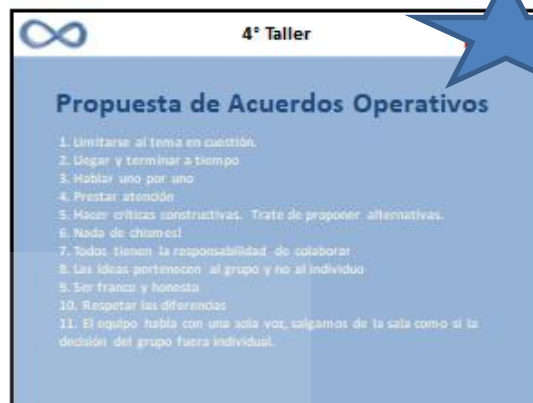 4° Taller
Propuesta de Acuerdos Operativos
1. Limitarse al tema en cuestión.
2. Llegar y terminar a tiempo
3. Hablar uno por uno
4. Prestar atención
5. Hacer críticas constructivas. Trate de proponer alternativas.
6. Nada de chismes!
7. Todos tienen la responsabilidad de colaborar
8. Las ideas pertenecen al grupo y no al individuo
9. Ser franco y honesto
10. Respetar las diferencias
11. El equipo habla con una sola voz, salgamos de la sala como si la
decisión del grupo fuera individual.